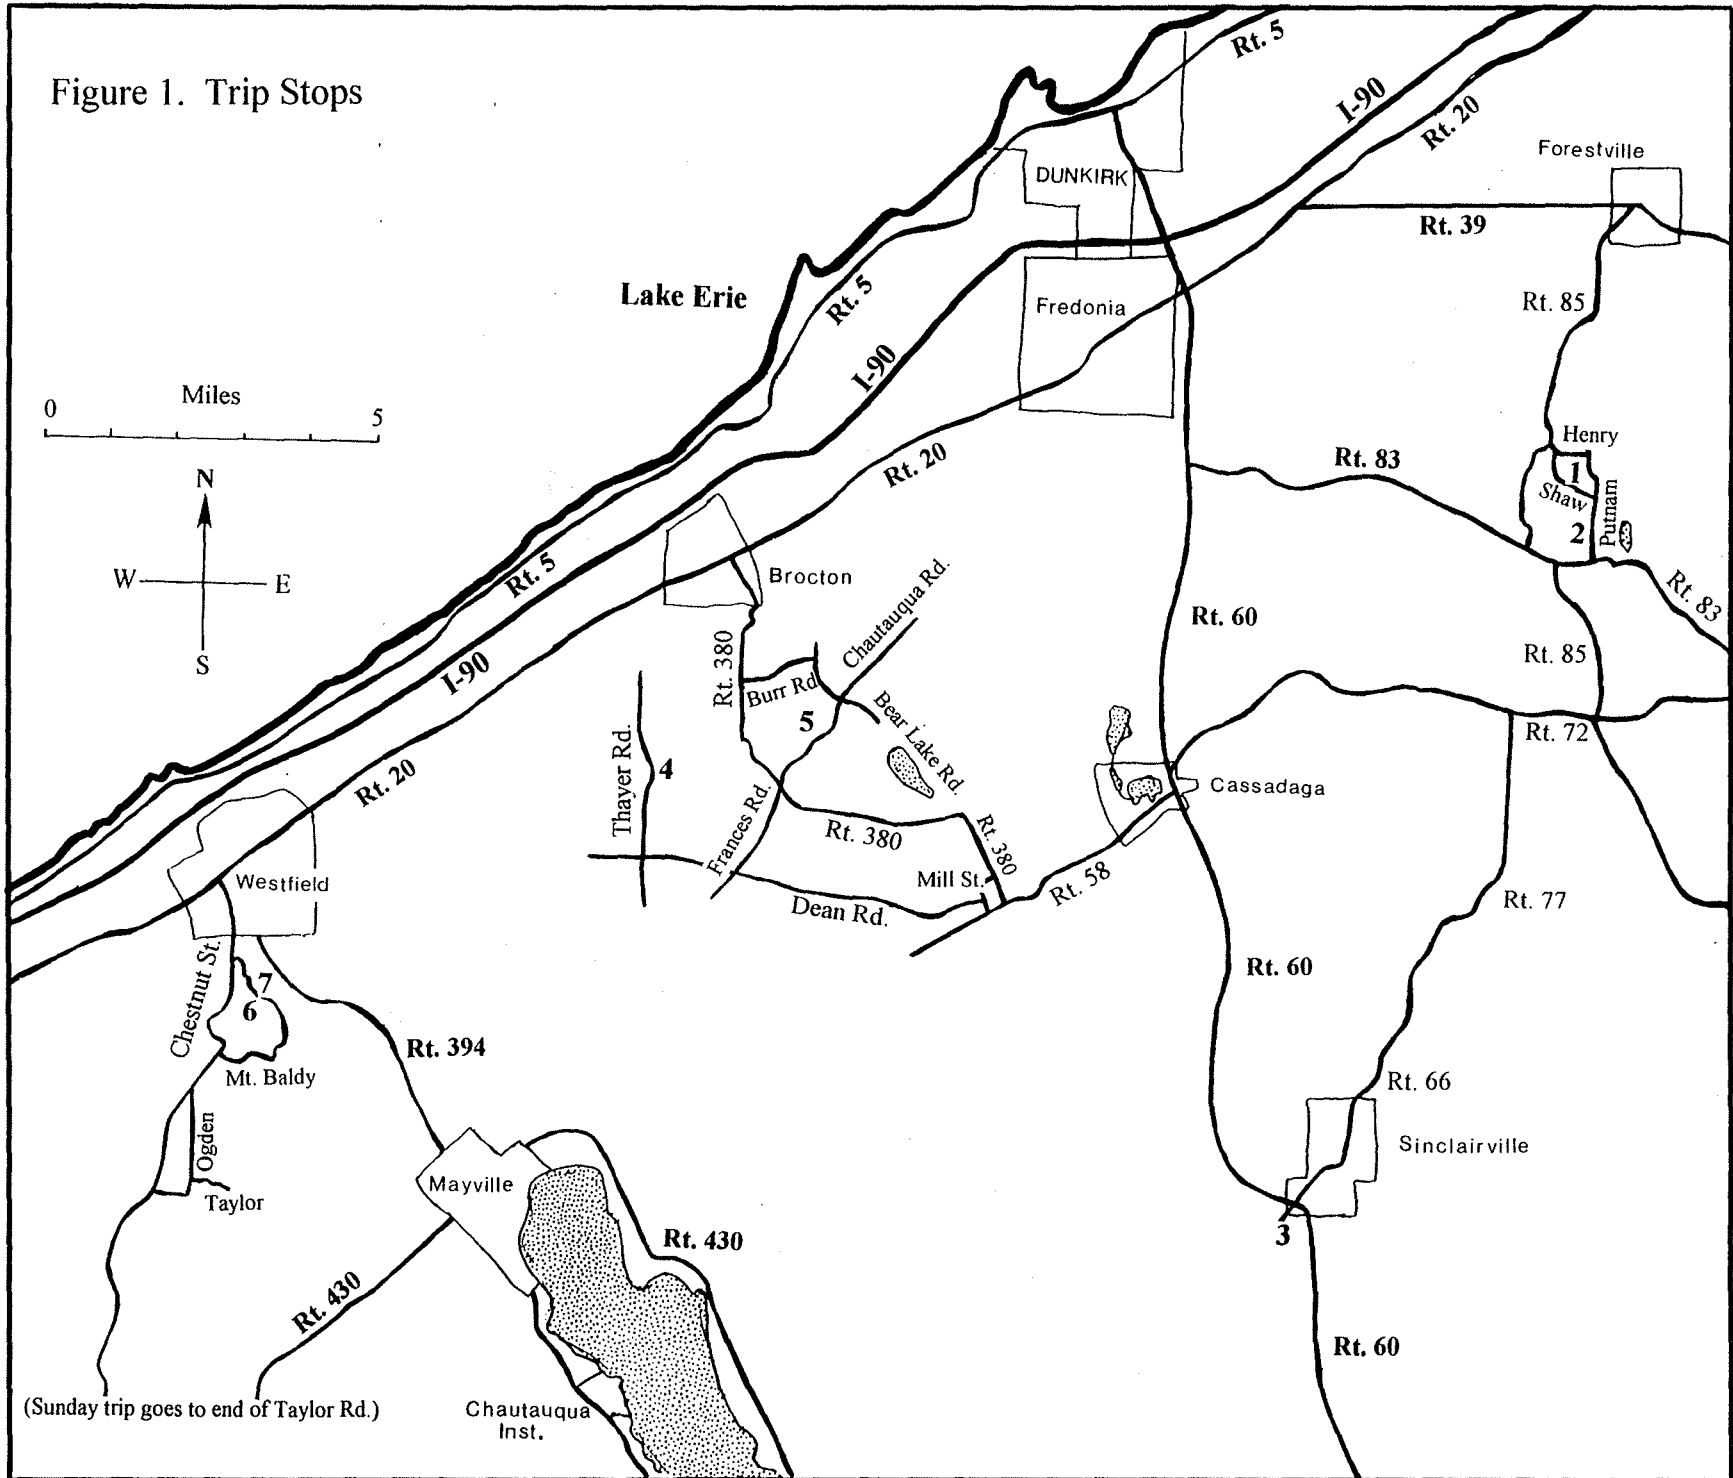 Figure 1. Trip Stops
Rt. 5
I-90
Rt. 20
Forestville
DUNKIRK
Rt. 39
Lake Erie
Rt. 5
Fredonia
Rt. 85
I-90
Miles
0 5
Henry
1
Shaw
Putnam
2
Rt. 83
Rt. 20
N
W E
S
Rt. 5
Brocton
Chautauqua Rd.
Rt. 83
Rt. 60
Rt. 380
Rt. 85
I-90
Burr Rd
5
Bear Lake Rd.
Rt. 72
Thayer Rd.
4
Rt. 20
Cassadaga
Frances Rd.
Rt. 380
Rt. 380
Mill St.
Rt. 58
Westfield
Dean Rd.
Rt. 77
Chestnut St.
7
6
Rt. 60
Rt. 394
Mt. Baldy
Rt. 66
Ogden
Sinclairville
Mayville
Taylor
3
Rt. 430
Rt. 430
Rt. 60
(Sunday trip goes to end of Taylor Rd.)
Chautauqua
Inst.